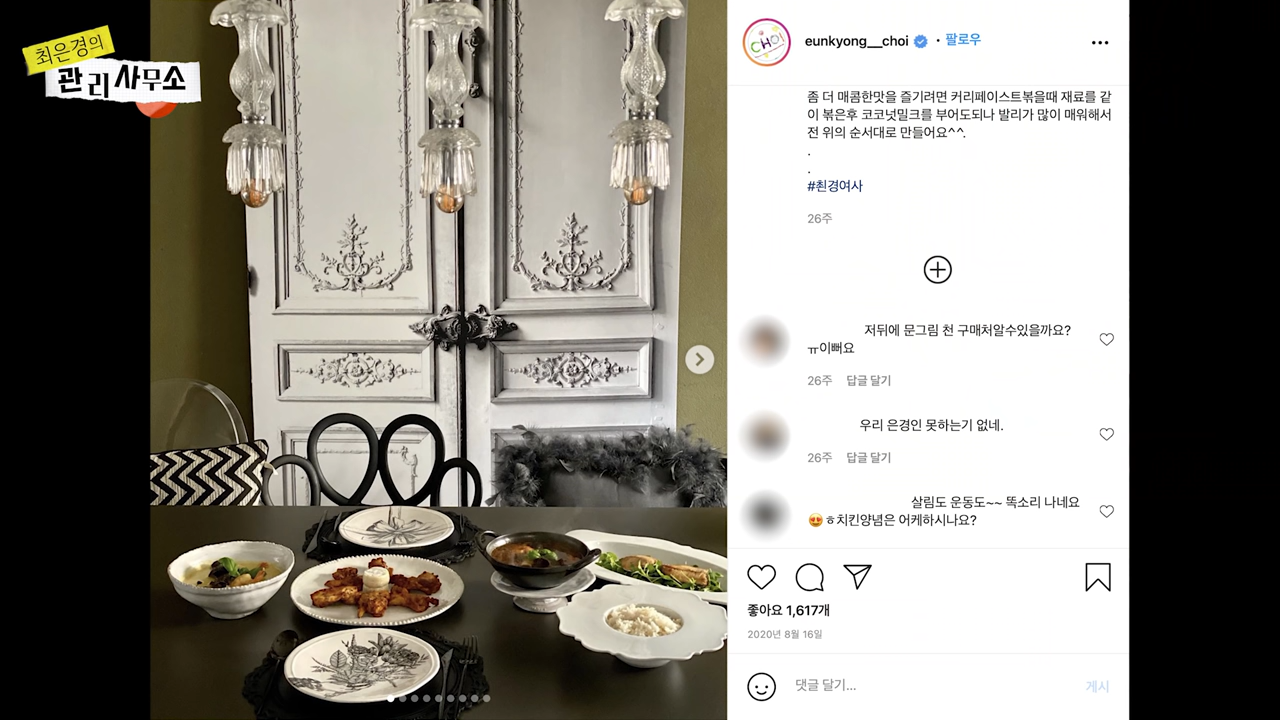 최은경의
관리사무소
CHO!
eunkyong__choi • 팔로우
좀 더 매콤한맛을 즐기려면 커리페이스트볶을때 재료를 같
이 볶은후 코코넛밀크를 부어도되나 발리가 많이 매워해서
전 위의 순서대로 만들어요^^.
.
.
#췬경여사
26주
저뒤에 문그림 천 구매처알수있을까요?
ㅠ이뻐요
26주 답글 달기
우리 은경인 못하는기 없네.
26주 답글 달기
살림도 운동도~~ 똑소리 나네요
😍ㅎ치킨양념은 어케하시나요?
좋아요 1,617개
2020년 8월 16일
댓글 달기...
게시